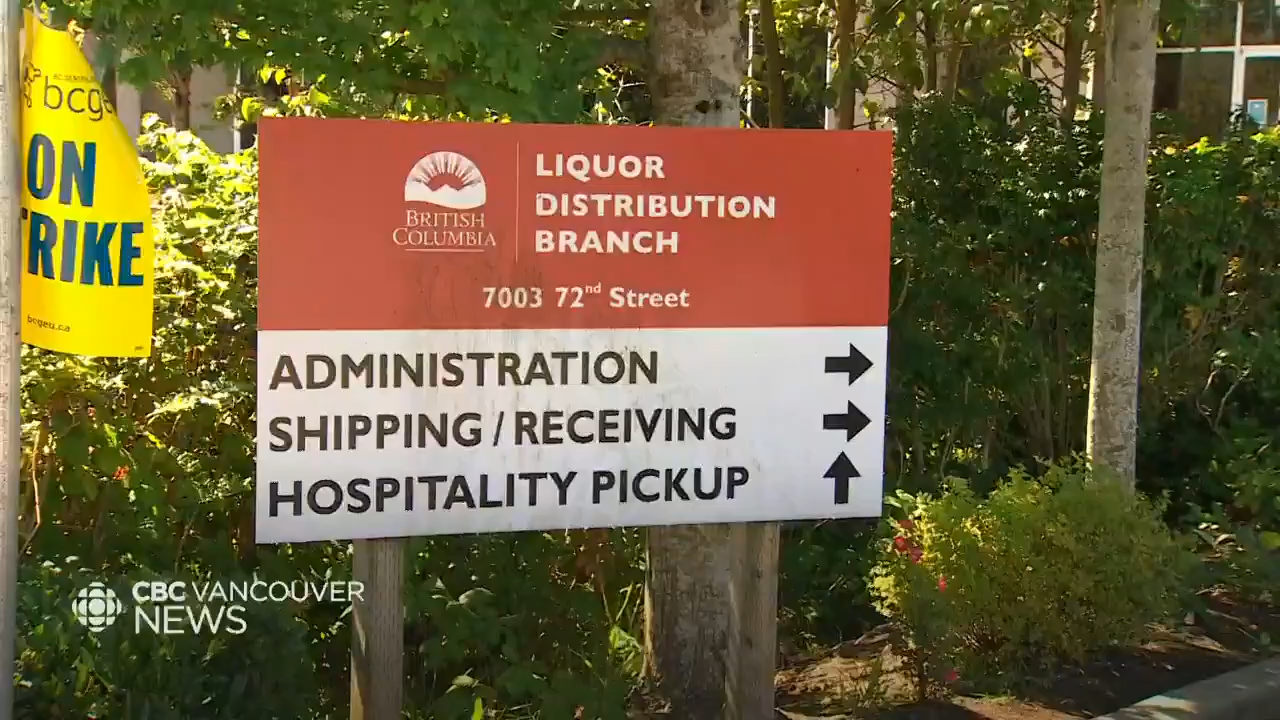 bcg
ON
TRIKE
bcgeu.ca
BRITISH
COLUMBIA
LIQUOR
DISTRIBUTION
BRANCH
7003 72nd Street
ADMINISTRATION
SHIPPING / RECEIVING
HOSPITALITY PICKUP
CBC VANCOUVER
NEWS